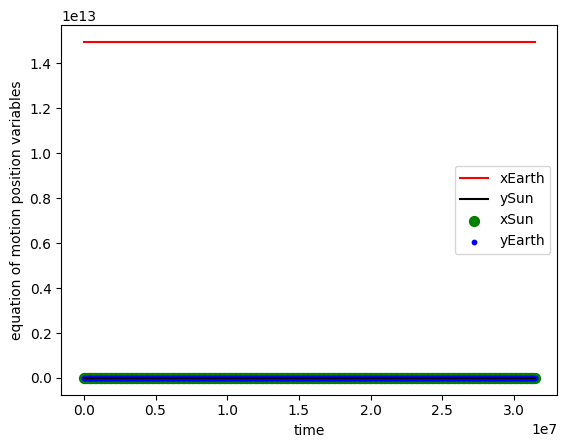 1e13
1.4
1.2
1.0
0.8
0.6
0.4
0.2
0.0
equation of motion position variables
xEarth
ySun
xSun
yEarth
0.0 0.5 1.0 1.5 2.0 2.5 3.0
time
1e7